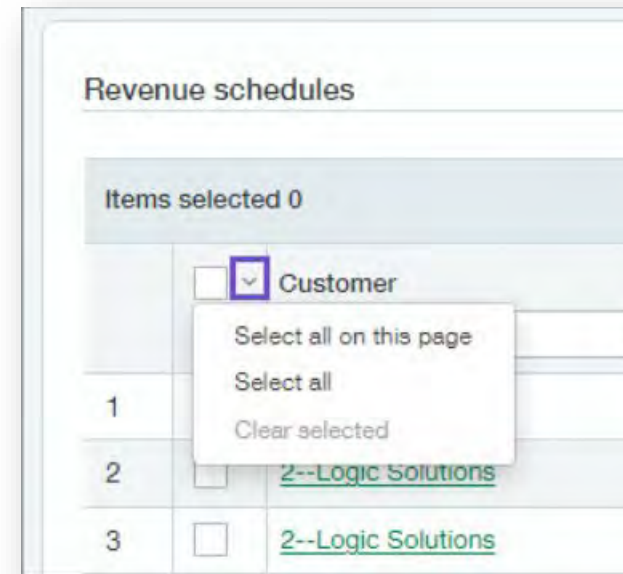 Revenue schedules
Items selected 0
Customer
Select all on this page
Select all
Clear selected
1
2 2--Logic Solutions
3 2--Logic Solutions